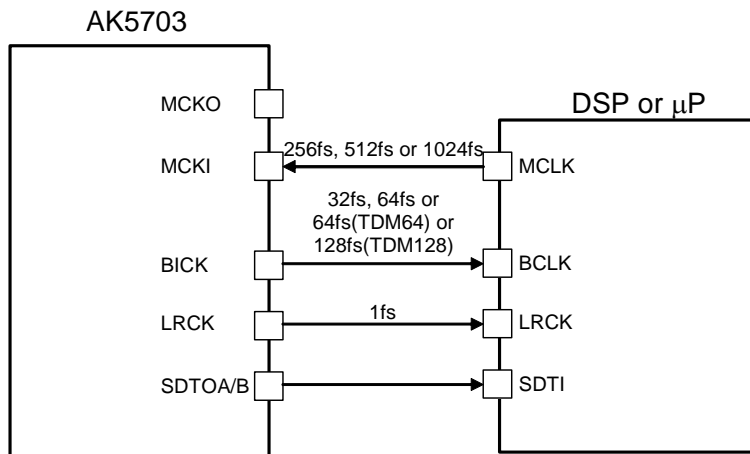 AK5703
DSP or μP
MCKO
MCKI
256fs, 512fs or 1024fs
MCLK
32fs, 64fs or
64fs(TDM64) or
128fs(TDM128)
BICK
BCLK
LRCK
1fs
LRCK
SDTOA/B
SDTI